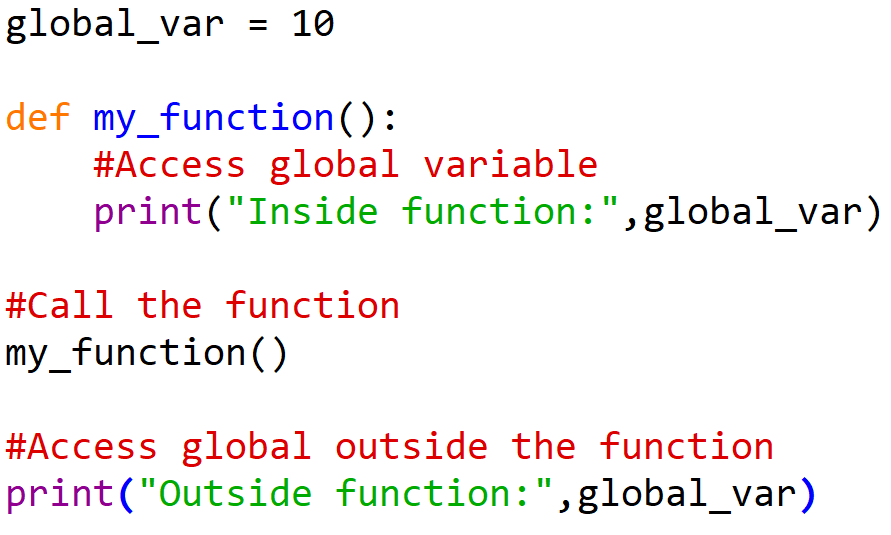 global_var = 10
def my_function():
    #Access global variable
    print("Inside function:",global_var)
#Call the function
my_function()
#Access global outside the function
print("Outside function:",global_var)